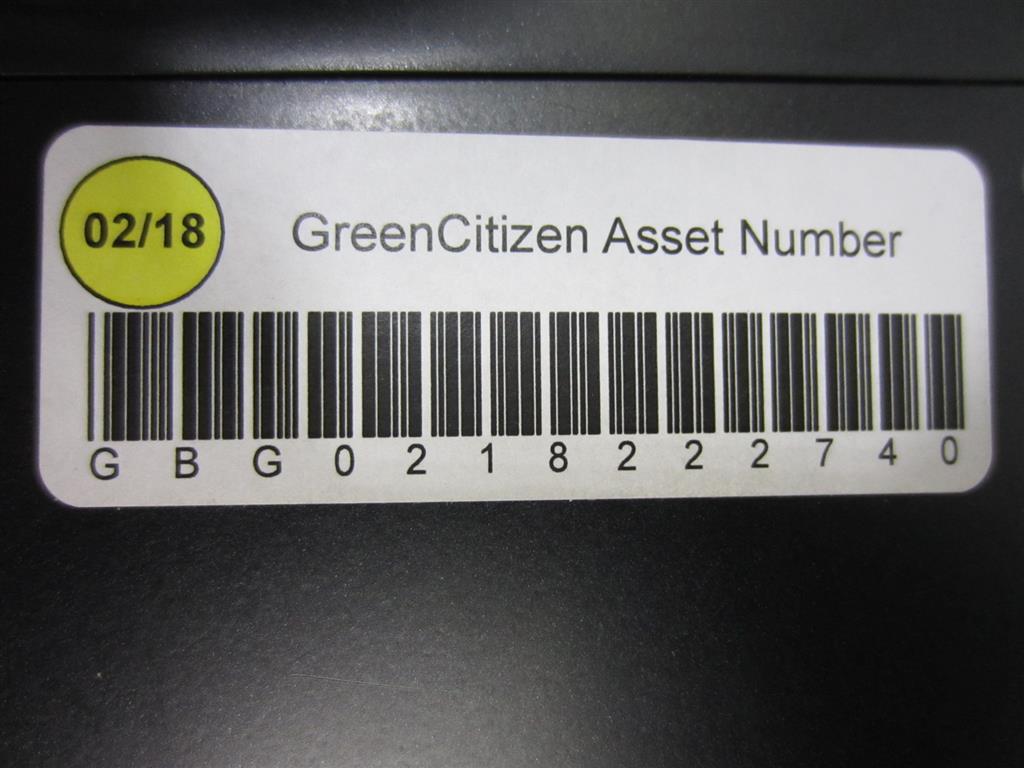 02/18
GreenCitizen Asset Number
G B G 0 2 1 8 2 2 2 7 4 0